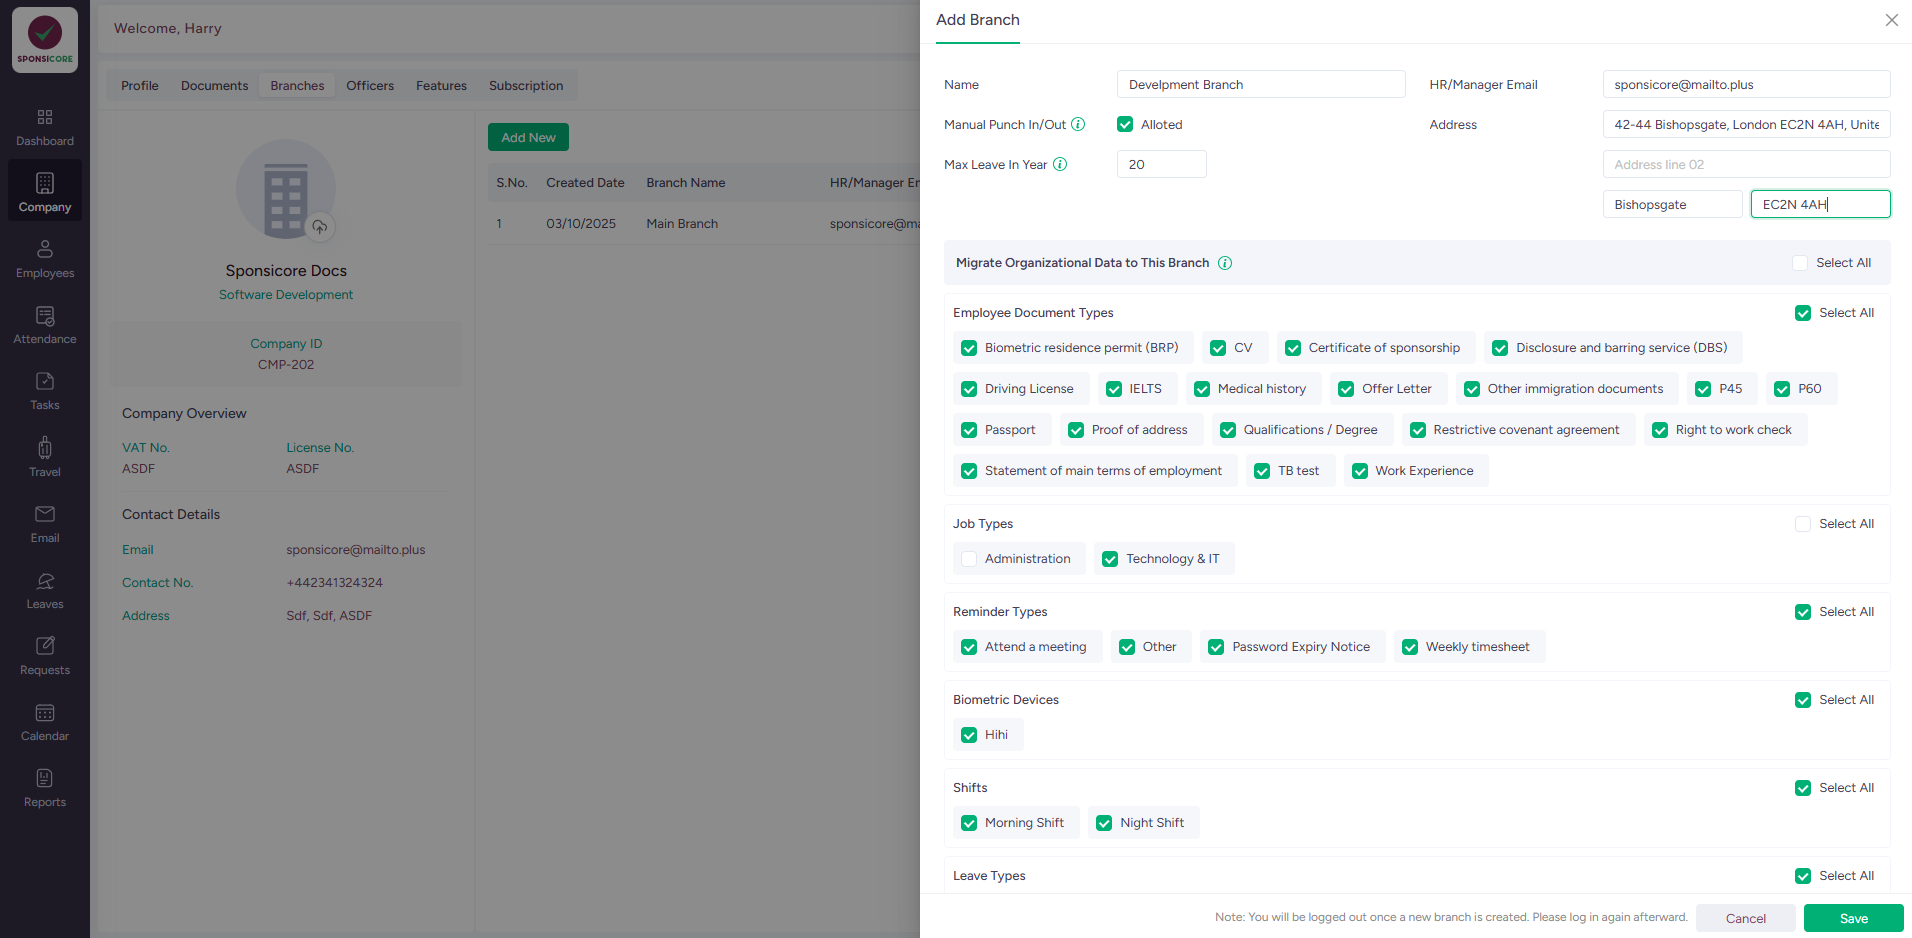 SPONSICORE
Dashboard
Company
Employees
Attendance
Tasks
Travel
Email
Leaves
Requests
Calendar
Reports
Welcome, Harry
Profile Documents Branches Officers Features Subscription
Sponsicore Docs
Software Development
Company ID
CMP-202
Company Overview
VAT No. License No.
ASDF ASDF
Contact Details
Email sponsicore@mailto.plus
Contact No. +442341324324
Address Sdf, Sdf, ASDF
Add New
S.No. Created Date Branch Name HR/Manager Er
1 03/10/2025 Main Branch sponsicore@ma
Add Branch
Name Develpment Branch HR/Manager Email sponsicore@mailto.plus
Manual Punch In/Out Alloted Address 42-44 Bishopsgate, London EC2N 4AH, Unite
Max Leave In Year 20 Address line 02
Bishopsgate EC2N 4AH
Migrate Organizational Data to This Branch Select All
Employee Document Types Select All
Biometric residence permit (BRP) CV Certificate of sponsorship Disclosure and barring service (DBS)
Driving License IELTS Medical history Offer Letter Other immigration documents P45 P60
Passport Proof of address Qualifications / Degree Restrictive covenant agreement Right to work check
Statement of main terms of employment TB test Work Experience
Job Types Select All
Administration Technology & IT
Reminder Types Select All
Attend a meeting Other Password Expiry Notice Weekly timesheet
Biometric Devices Select All
Hihi
Shifts Select All
Morning Shift Night Shift
Leave Types Select All
Note: You will be logged out once a new branch is created. Please log in again afterward. Cancel Save